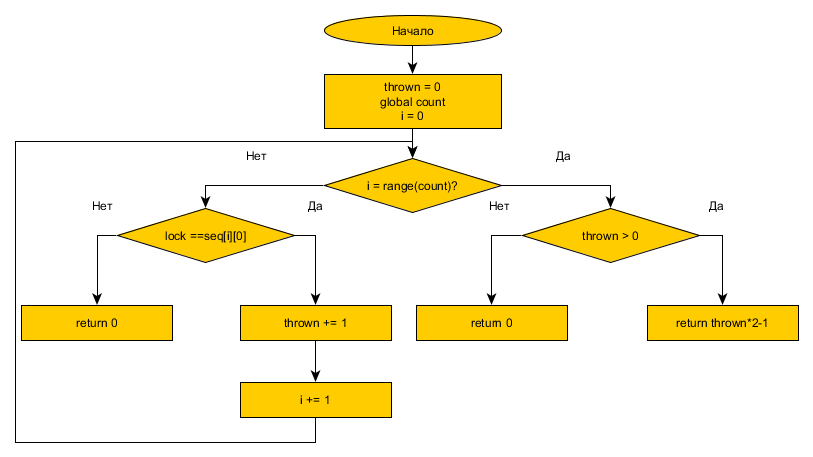 Начало
thrown = 0
global count
i = 0
Нет
Да
i = range(count)?
Нет
Да
Нет
Да
lock ==seq[i][0]
thrown > 0
return 0
thrown += 1
return 0
return thrown*2-1
i += 1